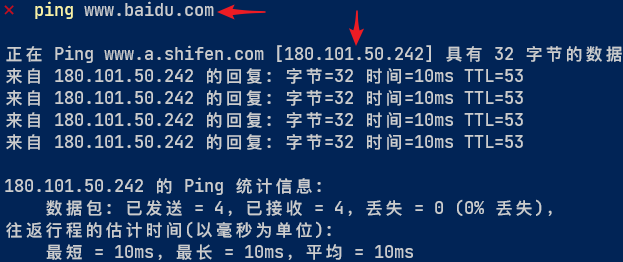 × ping www.baidu.com
正在 Ping www.a.shifen.com [180.101.50.242] 具有 32 字节的数据
来自 180.101.50.242 的回复: 字节=32 时间=10ms TTL=53
来自 180.101.50.242 的回复: 字节=32 时间=10ms TTL=53
来自 180.101.50.242 的回复: 字节=32 时间=10ms TTL=53
来自 180.101.50.242 的回复: 字节=32 时间=10ms TTL=53
180.101.50.242 的 Ping 统计信息:
数据包: 已发送 = 4, 已接收 = 4, 丢失 = 0 (0% 丢失),
往返行程的估计时间(以毫秒为单位):
最短 = 10ms, 最长 = 10ms, 平均 = 10ms